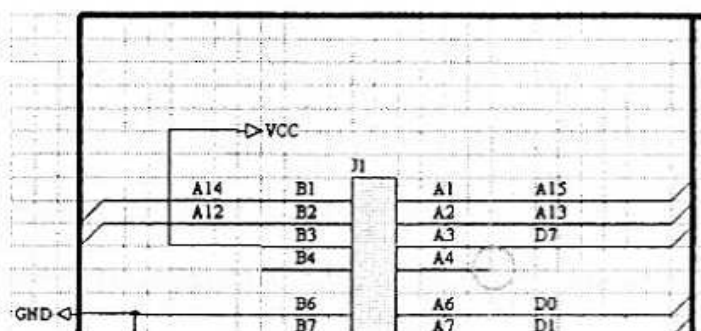 VCC
J1
A14 B1 A1 A15
A12 B2 A2 A13
B3 A3 D7
B4 A4
GND B6 A6 D0
B7 A7 D1